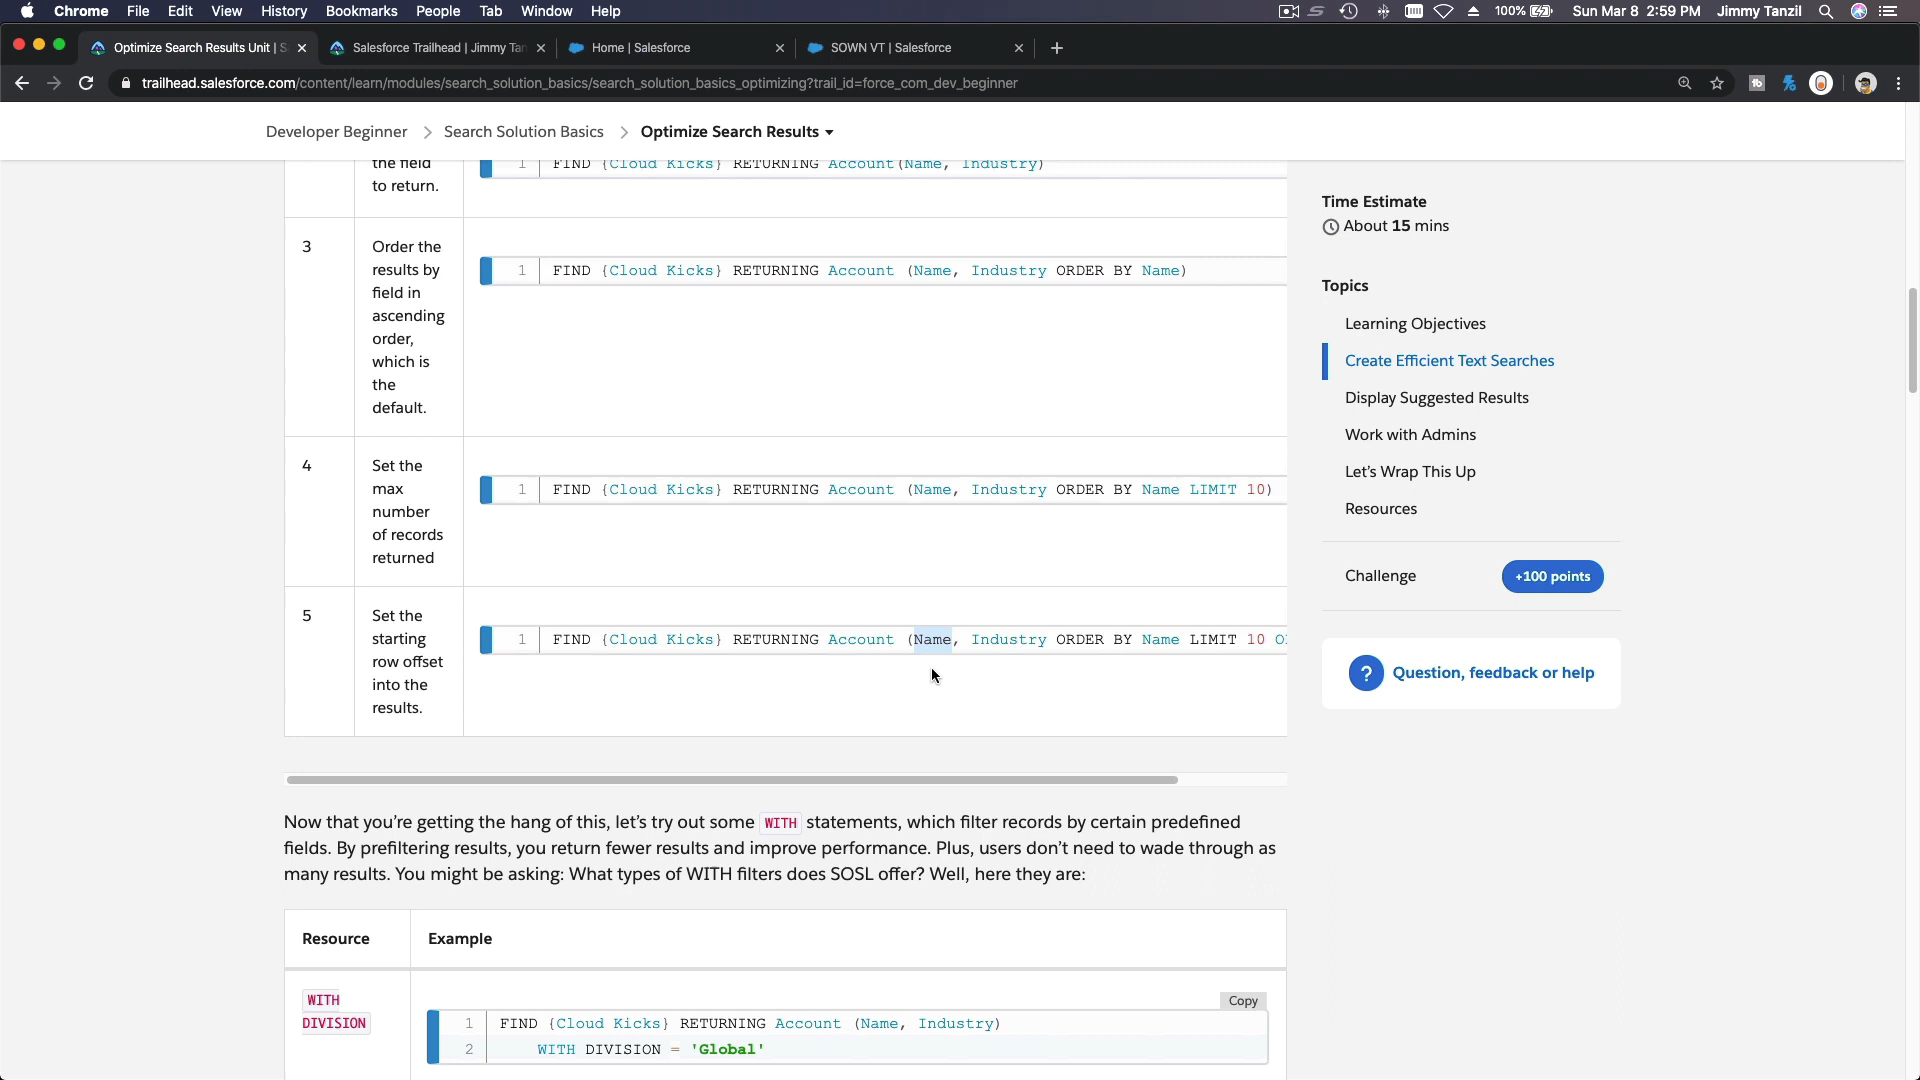 Chrome File Edit View History Bookmarks People Tab Window Help 100% Sun Mar 8 2:59 PM Jimmy Tanzil
Optimize Search Results Unit | S Salesforce Trailhead | Jimmy Tan Home | Salesforce SOWN VT | Salesforce
trailhead.salesforce.com/content/learn/modules/search_solution_basics/search_solution_basics_optimizing?trail_id=force_com_dev_beginner
Developer Beginner Search Solution Basics Optimize Search Results
the field
to return.
1 FIND {Cloud Kicks} RETURNING Account(Name, Industry)
3
Order the
results by
field in
ascending
order,
which is
the
default.
1 FIND {Cloud Kicks} RETURNING Account (Name, Industry ORDER BY Name)
4
Set the
max
number
of records
returned
1 FIND {Cloud Kicks} RETURNING Account (Name, Industry ORDER BY Name LIMIT 10)
5
Set the
starting
row offset
into the
results.
1 FIND {Cloud Kicks} RETURNING Account (Name, Industry ORDER BY Name LIMIT 10 O
Now that you're getting the hang of this, let's try out some WITH statements, which filter records by certain predefined
fields. By prefiltering results, you return fewer results and improve performance. Plus, users don't need to wade through as
many results. You might be asking: What types of WITH filters does SOSL offer? Well, here they are:
Resource Example
WITH
DIVISION
Copy
1 FIND {Cloud Kicks} RETURNING Account (Name, Industry)
2 WITH DIVISION = 'Global'
Time Estimate
About 15 mins
Topics
Learning Objectives
Create Efficient Text Searches
Display Suggested Results
Work with Admins
Let's Wrap This Up
Resources
Challenge +100 points
? Question, feedback or help